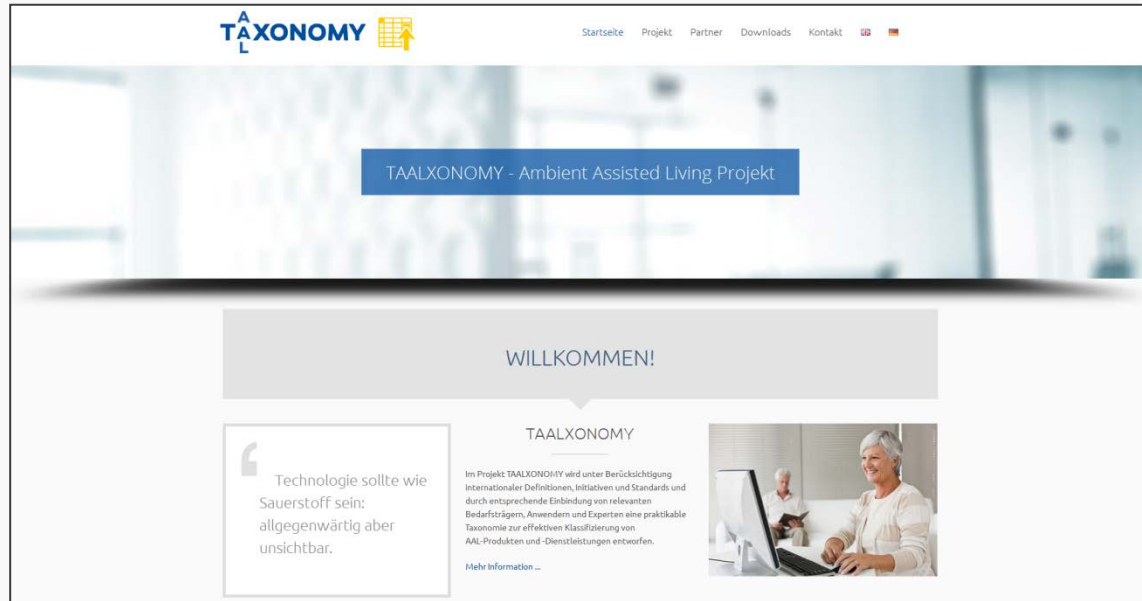 TAALXONOMY
Startseite Projekt Partner Downloads Kontakt
TAALXONOMY - Ambient Assisted Living Projekt
WILLKOMMEN!
Technologie sollte wie
Sauerstoff sein:
allgegenwärtig aber
unsichtbar.
TAALXONOMY
Im Projekt TAALXONOMY wird unter Berücksichtigung
internationaler Definitionen, Initiativen und Standards und
durch entsprechende Einbindung von relevanten
Bedarfsträgern, Anwendern und Experten eine praktikable
Taxonomie zur effektiven Klassifizierung von
AAL-Produkten und -Dienstleistungen entworfen.
Mehr Information ...